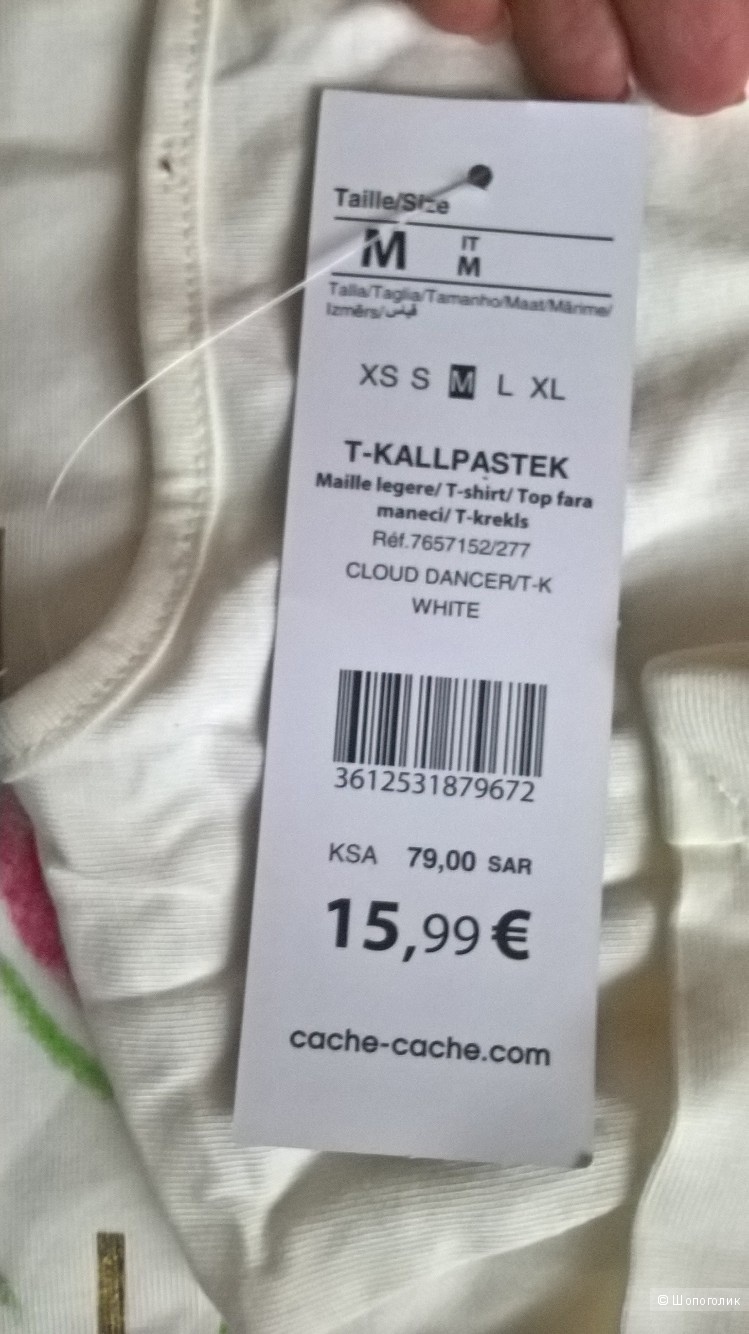 Taille/Size
M IT
M
Talla/Taglia/Tamanho/Maat/Mărime/
Izmērs/قياس
XS S M L XL
T-KALLPASTEK
Maille legere/ T-shirt/ Top fara
maneci/ T-krekls
Réf.7657152/277
CLOUD DANCER/T-K
WHITE
3612531879672
KSA 79,00 SAR
15,99 €
cache-cache.com
© Шопоголик